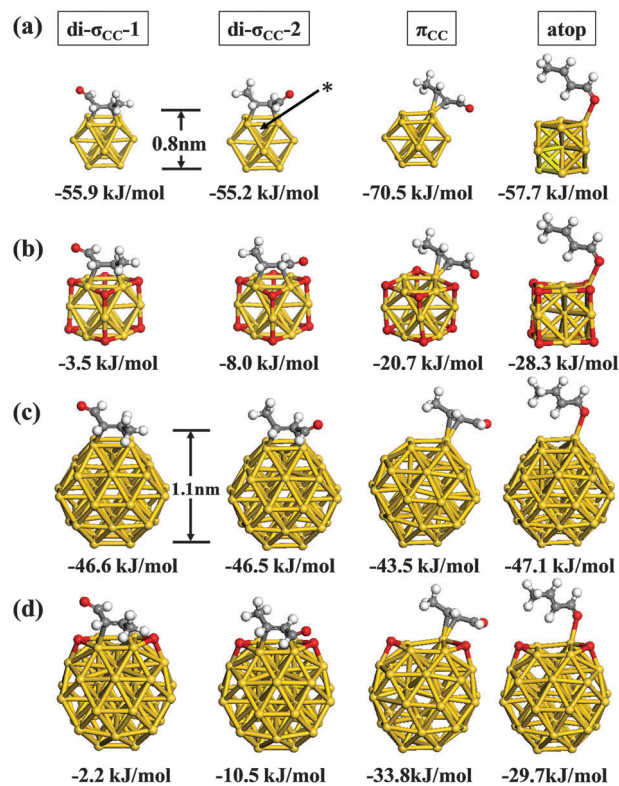 (a) di-σCC-1 di-σCC-2 πCC atop
*
0.8nm
-55.9 kJ/mol -55.2 kJ/mol -70.5 kJ/mol -57.7 kJ/mol
(b)
-3.5 kJ/mol -8.0 kJ/mol -20.7 kJ/mol -28.3 kJ/mol
(c)
1.1nm
-46.6 kJ/mol -46.5 kJ/mol -43.5 kJ/mol -47.1 kJ/mol
(d)
-2.2 kJ/mol -10.5 kJ/mol -33.8kJ/mol -29.7 kJ/mol